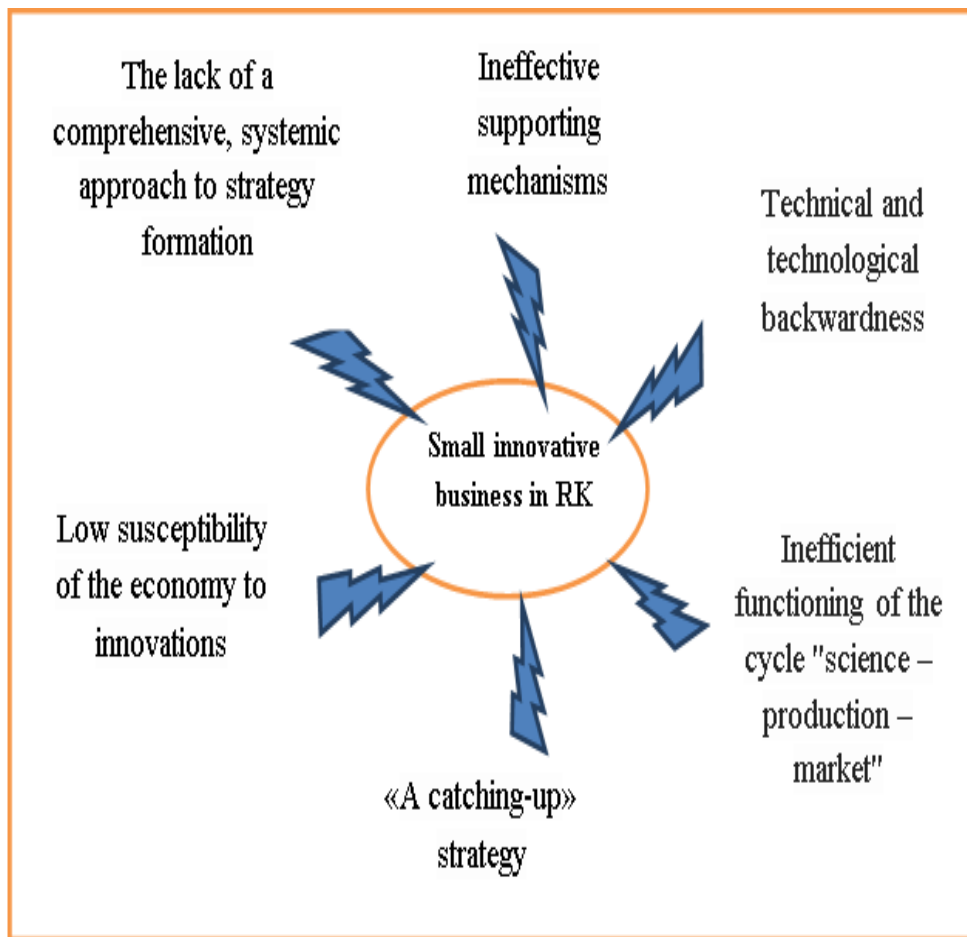 The lack of a
comprehensive, systemic
approach to strategy
formation
Ineffective
supporting
mechanisms
Technical and
technological
backwardness
Small innovative
business in RK
Low susceptibility
of the economy to
innovations
Inefficient
functioning of the
cycle "science –
production –
market"
«A catching-up»
strategy